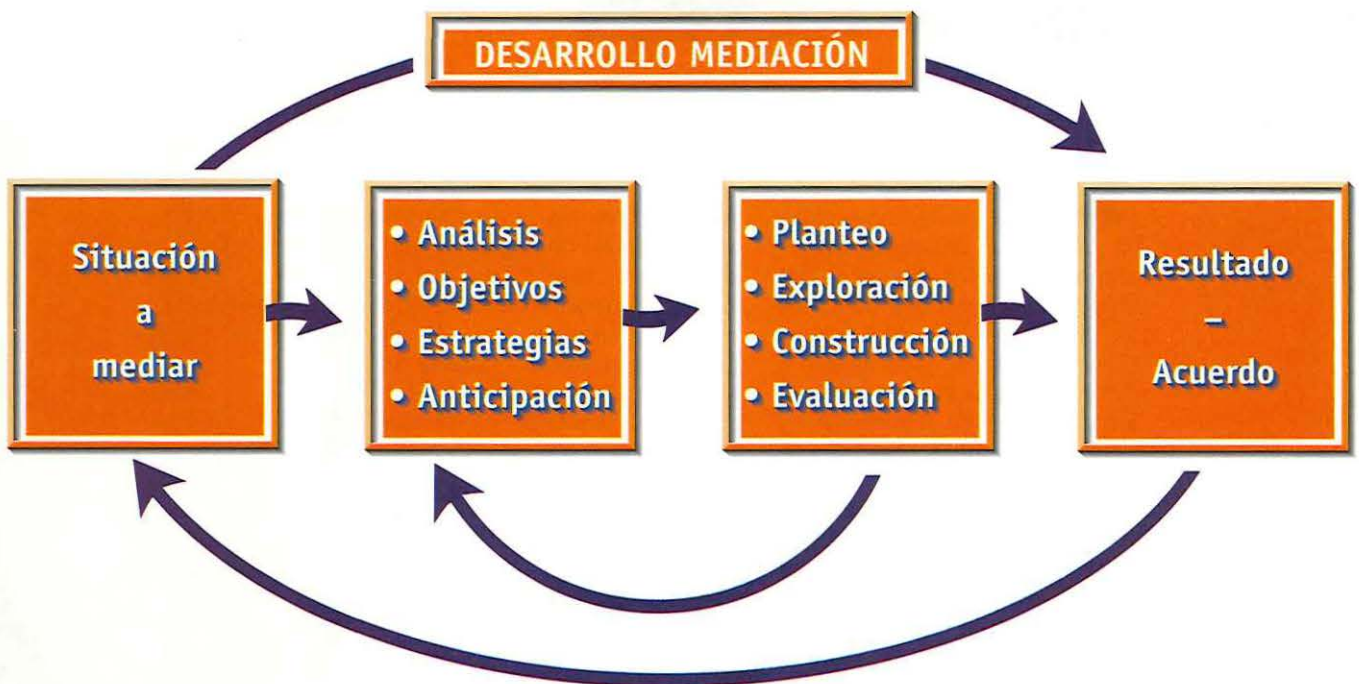 DESARROLLO MEDIACIÓN
Situación
a
mediar
• Análisis
• Objetivos
• Estrategias
• Anticipación
• Planteo
• Exploración
• Construcción
• Evaluación
Resultado
–
Acuerdo